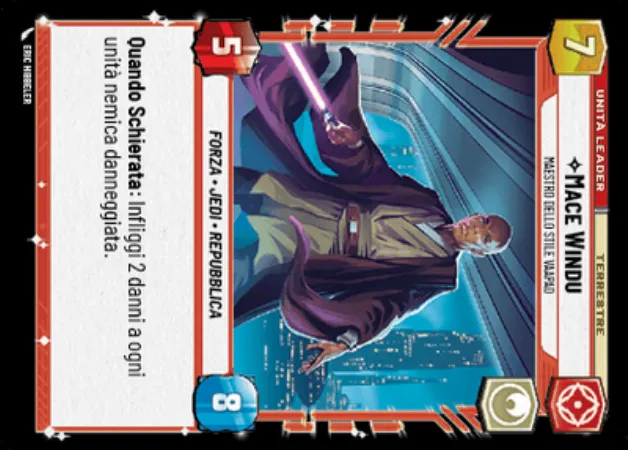 7
UNITÀ LEADER
TERRESTRE
MACE WINDU
MAESTRO DELLO STILE VAAPAD
5
8
FORZA • JEDI • REPUBBLICA
Quando Schierata: Infliggi 2 danni a ogni
unità nemica danneggiata.
ERIC HIBBELER